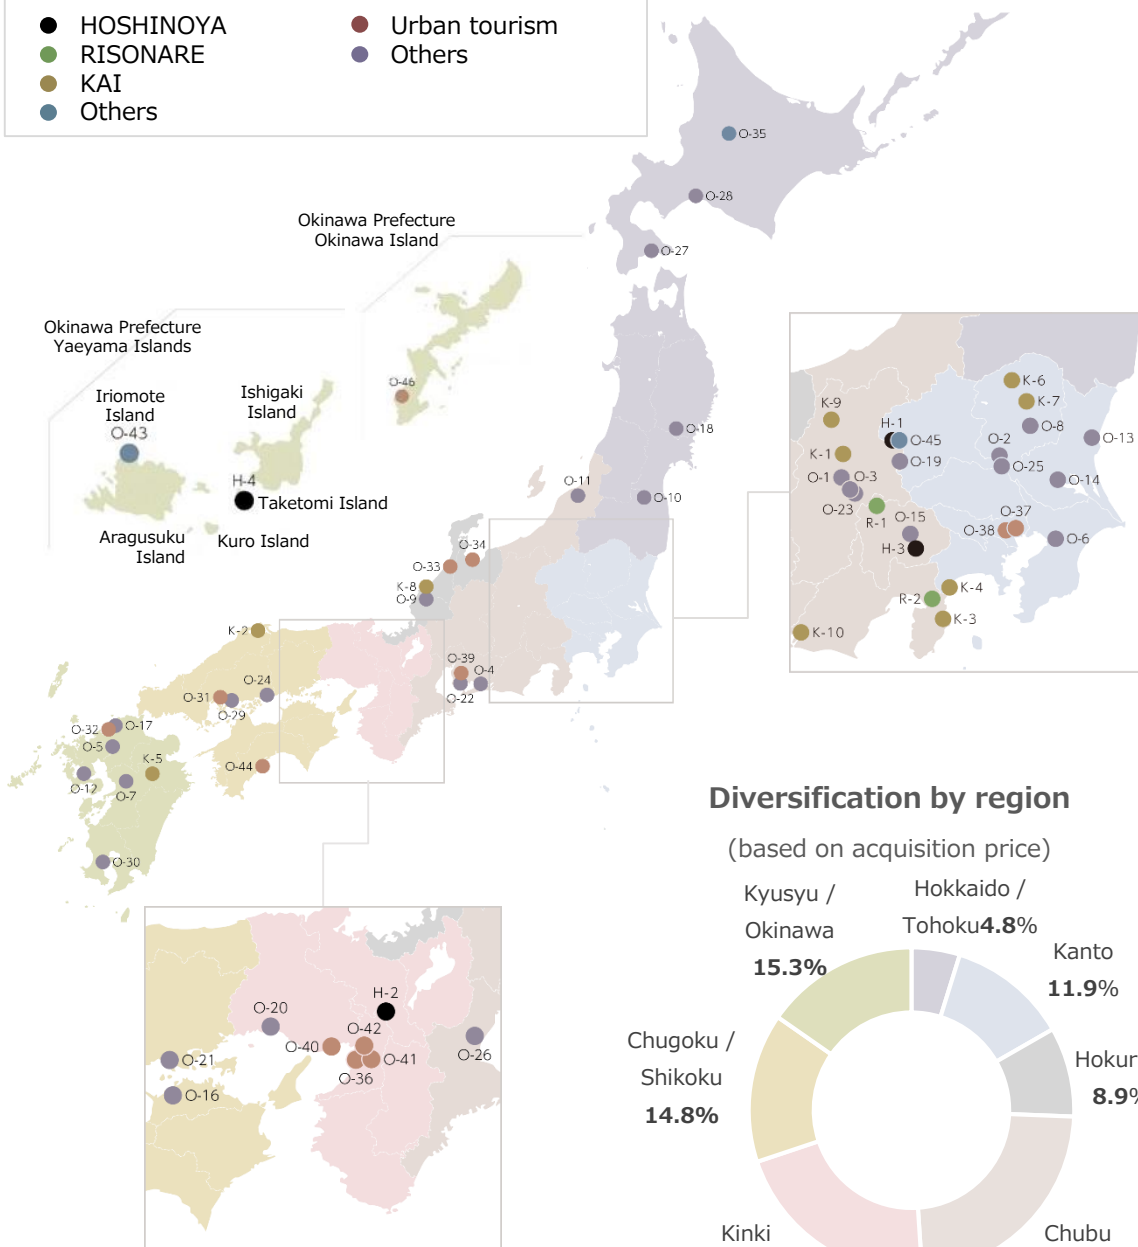 HOSHINOYA
RISONARE
KAI
Others
Urban tourism
Others
Okinawa Prefecture
Okinawa Island
Okinawa Prefecture
Yaeyama Islands
Iriomote
Island
O-43
Ishigaki
Island
H-4
Taketomi Island
Aragusuku
Island
Kuro Island
O-46
O-35
O-28
O-27
O-18
O-11
O-10
O-34
O-33
K-8
O-9
K-2
O-39
O-4
O-22
O-24
O-31
O-29
O-32
O-17
O-5
K-5
O-12
O-7
O-44
O-30
K-6
K-7
K-9
O-8
H-1
O-45
O-2
O-13
K-1
O-19
O-25
O-1
O-3
O-14
O-23
R-1
O-15
O-37
O-38
O-6
H-3
R-2
K-4
K-3
K-10
H-2
O-20
O-42
O-40
O-41
O-26
O-36
O-21
O-16
Diversification by region
(based on acquisition price)
Kyusyu /
Okinawa
15.3%
Hokkaido /
Tohoku4.8%
Kanto
11.9%
Hokur
8.9%
Chugoku /
Shikoku
14.8%
Kinki
Chubu